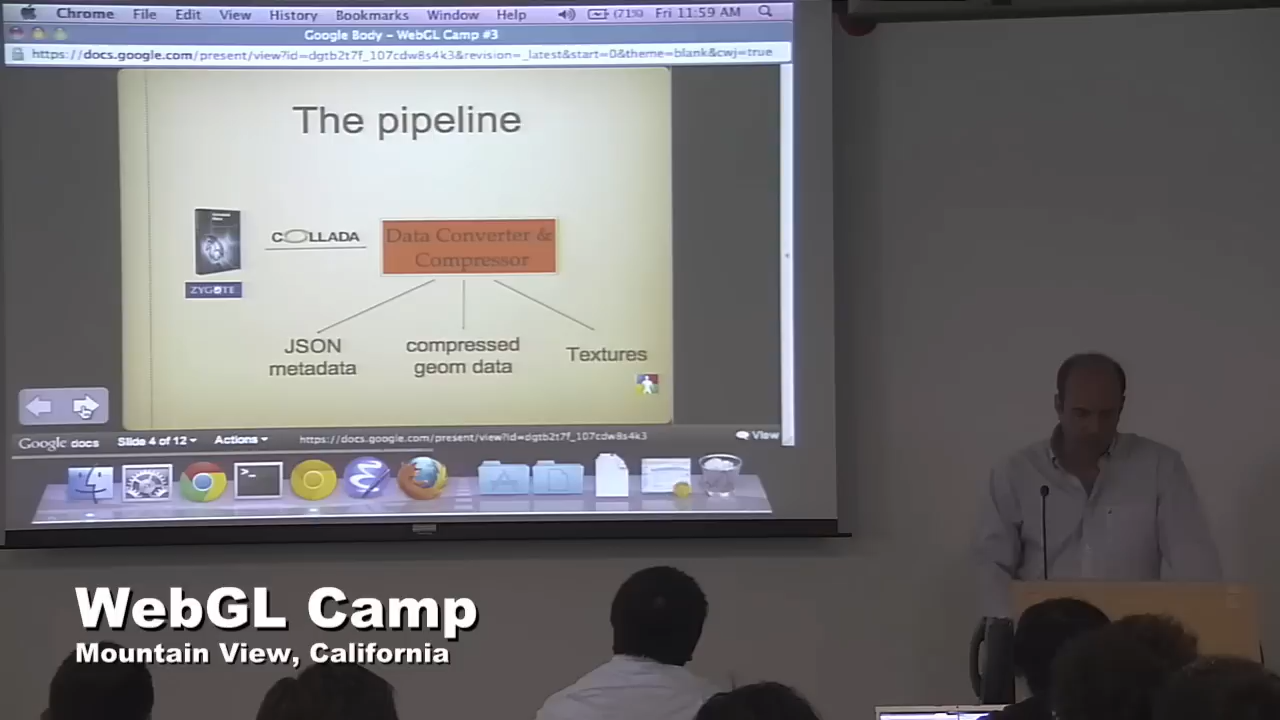 Chrome File Edit View History Bookmarks Window Help (71%) Fri 11:59 AM
Google Body – WebGL Camp #3
https://docs.google.com/present/view?id=dgtb2t7f_107cdw8s4k3&revision=_latest&start=0&theme=blank&cwj=true
The pipeline
COLLADA
Data Converter &
Compressor
ZYGOTE
JSON
metadata
compressed
geom data
Textures
Google docs Slide 4 of 12 Actions https://docs.google.com/present/view?id=dgtb2t7f_107cdw8s4k3 View
WebGL Camp
Mountain View, California